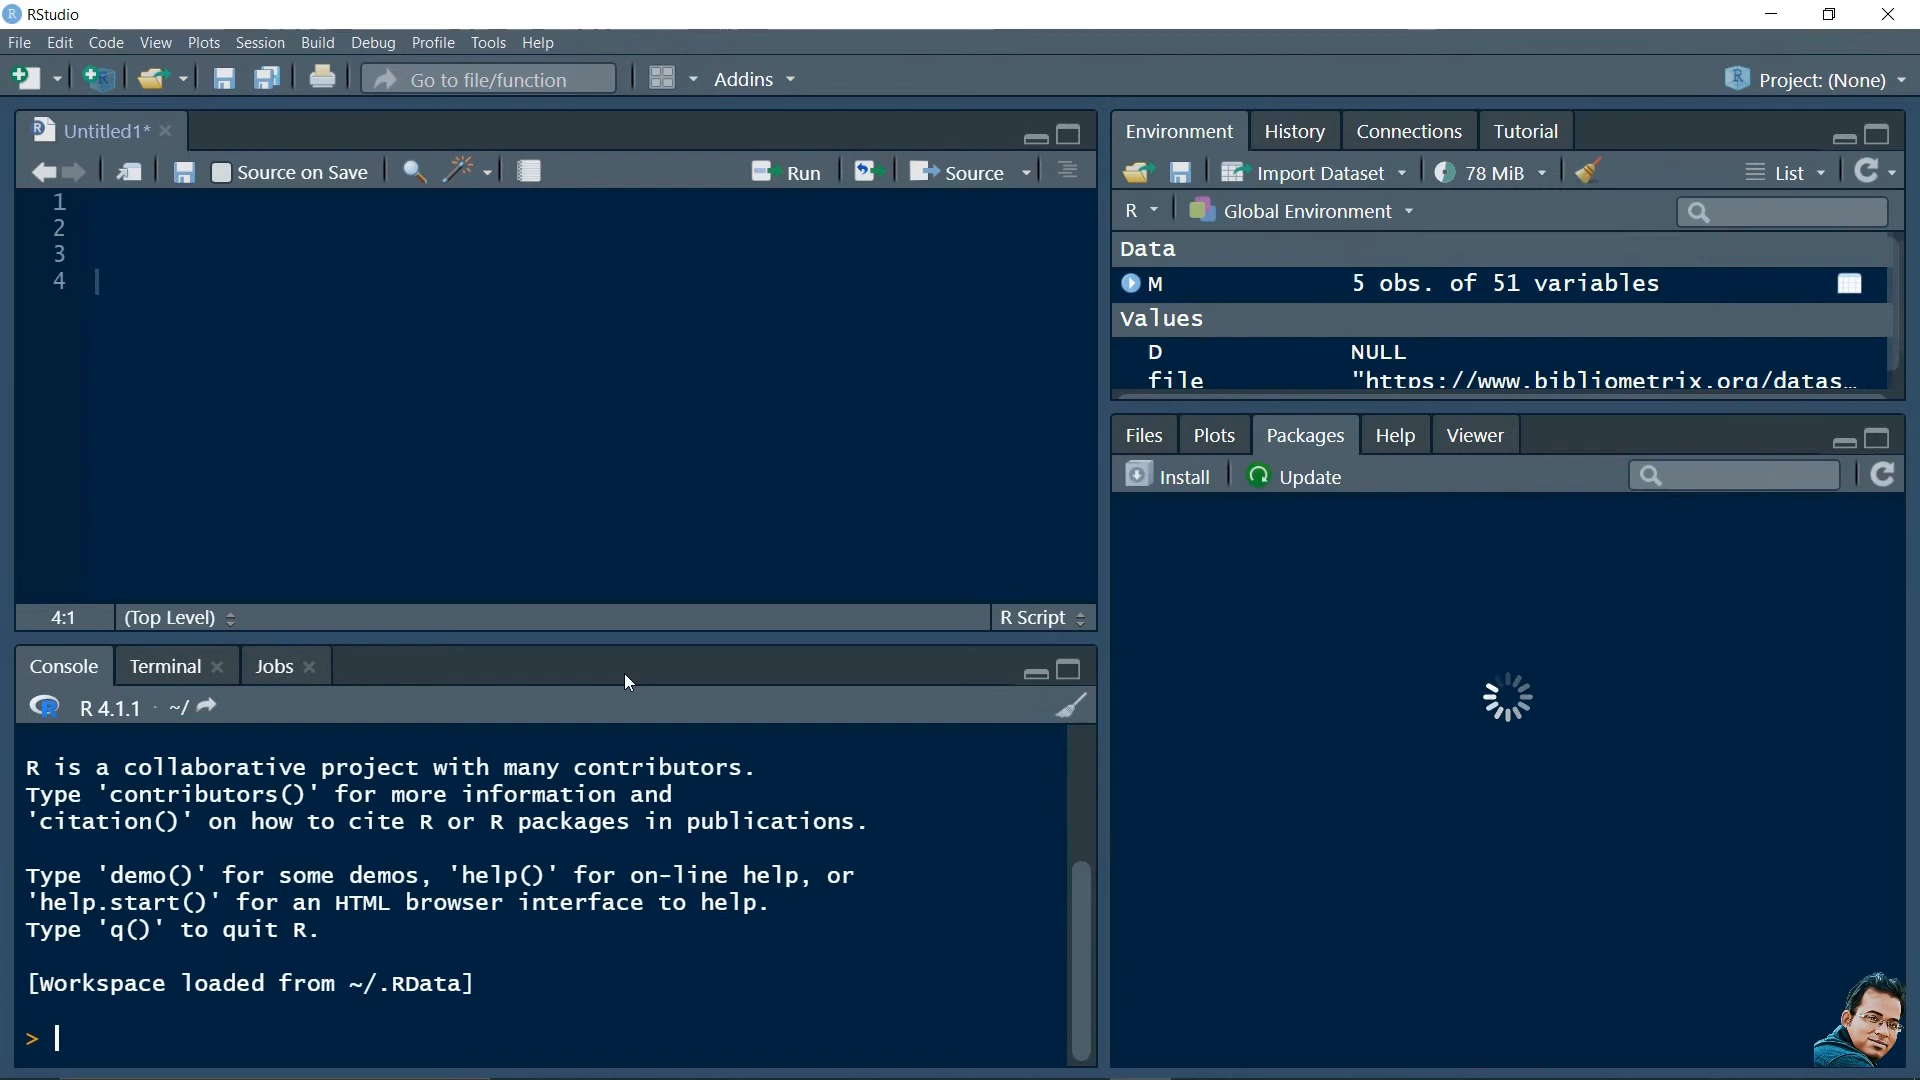 RStudio
File Edit Code View Plots Session Build Debug Profile Tools Help
Go to file/function Addins Project: (None)
Untitled1*
Source on Save Run Source
1
2
3
4
4:1 (Top Level) R Script
Console Terminal Jobs
R 4.1.1 · ~/
R is a collaborative project with many contributors.
Type 'contributors()' for more information and
'citation()' on how to cite R or R packages in publications.
Type 'demo()' for some demos, 'help()' for on-line help, or
'help.start()' for an HTML browser interface to help.
Type 'q()' to quit R.
[Workspace loaded from ~/.RData]
>
Environment History Connections Tutorial
Import Dataset 78 MiB List
R Global Environment
Data
M 5 obs. of 51 variables
Values
D NULL
file "https://www.bibliometrix.org/datas…
Files Plots Packages Help Viewer
Install Update